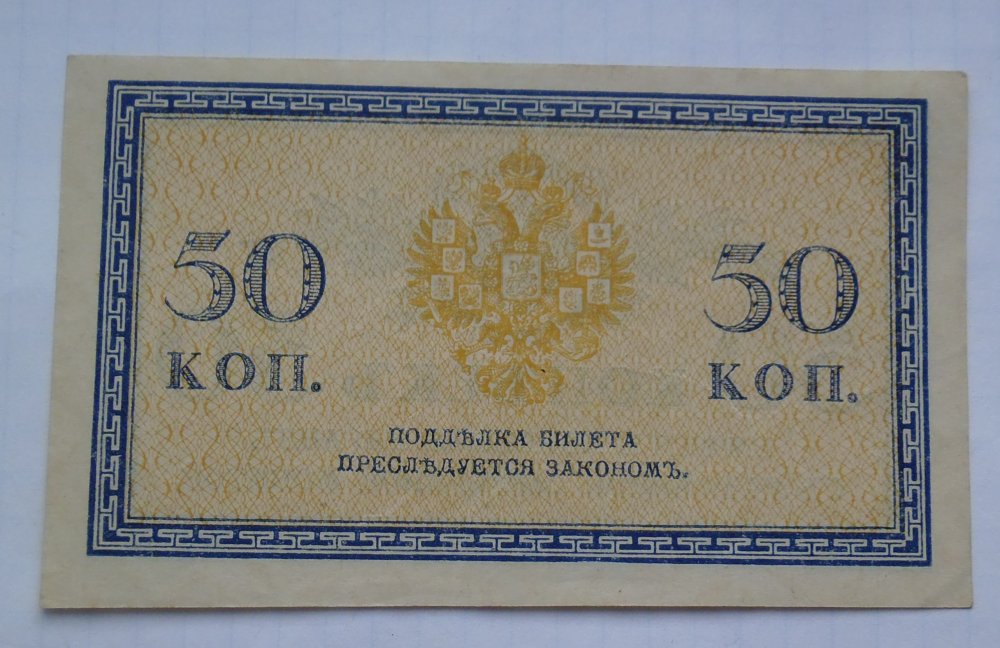 50 50
КОП. КОП.
ПОДДѢЛКА БИЛЕТА
ПРЕСЛѢДУЕТСЯ ЗАКОНОМЪ.